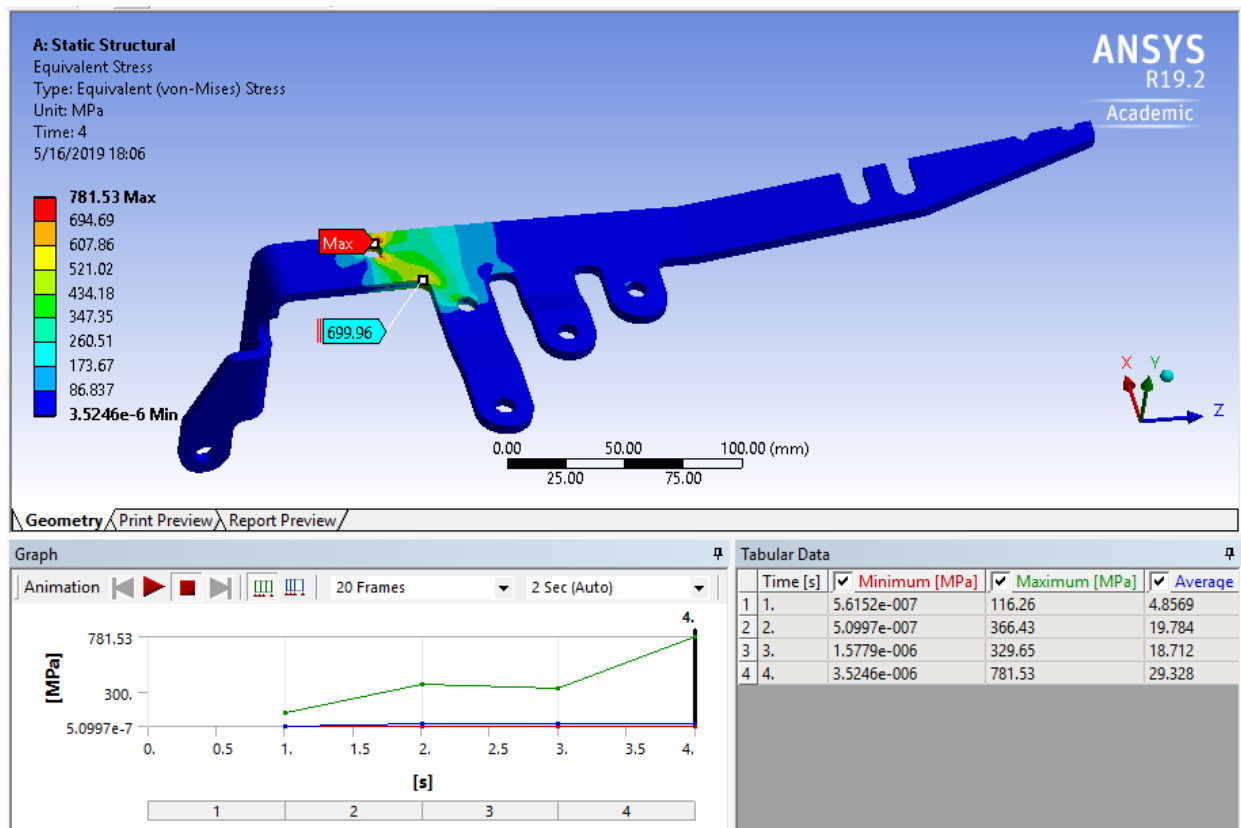 A: Static Structural
Equivalent Stress
Type: Equivalent (von-Mises) Stress
Unit: MPa
Time: 4
5/16/2019 18:06
ANSYS
R19.2
Academic
781.53 Max
694.69
607.86
521.02
434.18
347.35
260.51
173.67
86.837
3.5246e-6 Min
Max
699.96
X Y
Z
0.00 50.00 100.00 (mm)
25.00 75.00
Geometry Print Preview Report Preview
Graph
Animation 20 Frames 2 Sec (Auto)
4.
781.53
[MPa]
300.
5.0997e-7
0. 0.5 1. 1.5 2. 2.5 3. 3.5 4.
[s]
1 2 3 4
Tabular Data
Time [s] Minimum [MPa] Maximum [MPa] Average
1 1. 5.6152e-007 116.26 4.8569
2 2. 5.0997e-007 366.43 19.784
3 3. 1.5779e-006 329.65 18.712
4 4. 3.5246e-006 781.53 29.328